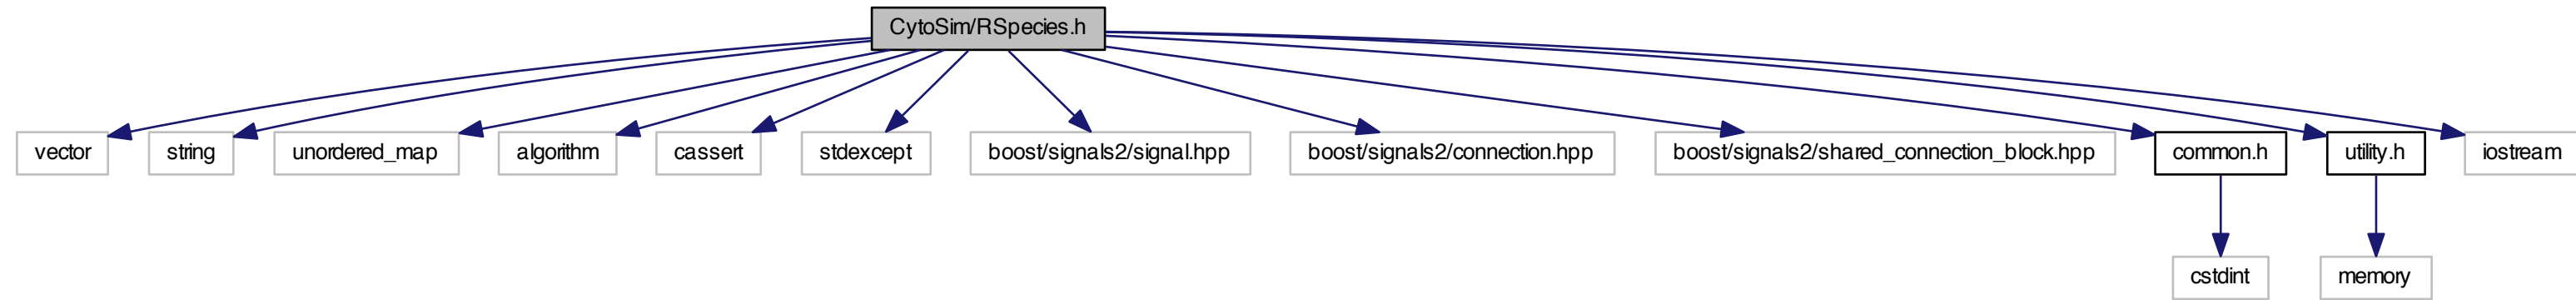 CytoSim/RSpecies.h
vector
string
unordered_map
algorithm
cassert
stdexcept
boost/signals2/signal.hpp
boost/signals2/connection.hpp
boost/signals2/shared_connection_block.hpp
common.h
utility.h
iostream
cstdint
memory